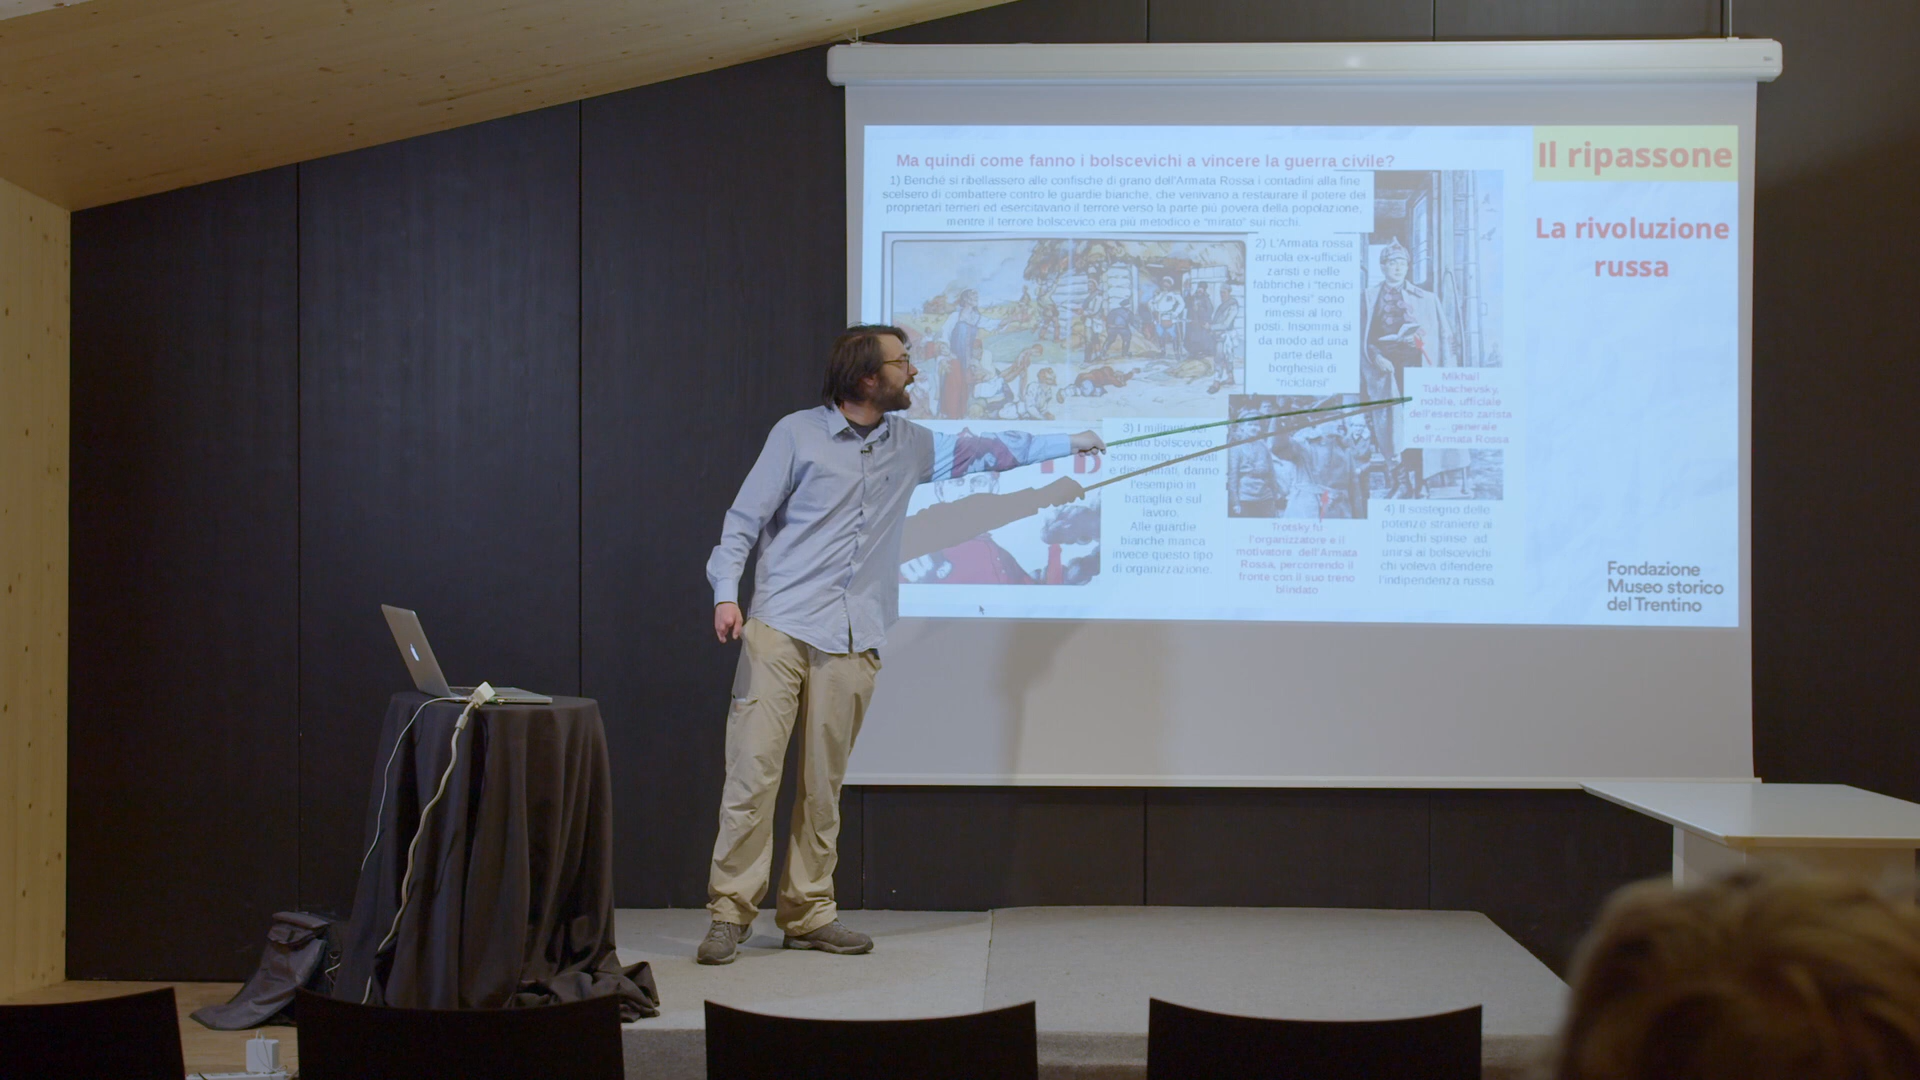 Ma quindi come fanno i bolscevichi a vincere la guerra civile?
1) Benchè si ribellassero alle confische di grano dell'Armata Rossa i contadini alla fine
scelsero di combattere contro le guardie bianche, che venivano a restaurare il potere dei
proprietari terrieri ed esercitavano il terrore verso la parte più povera della popolazione,
mentre il terrore bolscevico era più metodico e "mirato" sui ricchi.
2) L'Armata rossa
arruola ex-ufficiali
zaristi e nelle
fabbriche i "tecnici
borghesi" sono
rimessi al loro
posti. Insomma si
da modo ad una
parte della
borghesia di
"riciclarsi"
Mikhail
Tukhachevsky,
nobile, ufficiale
dell'esercito zarista
e ... generale
dell'Armata Rossa
3) I militanti del
partito bolscevico
sono molto motivati
e disciplinati, danno
l'esempio in
battaglia e sul
lavoro.
Alle guardie
bianche manca
invece questo tipo
di organizzazione.
Trotsky fu
l'organizzatore e il
motivatore dell'Armata
Rossa, percorrendo il
fronte con il suo treno
blindato
4) Il sostegno delle
potenze straniere ai
bianchi spinse ad
unirsi ai bolscevichi
chi voleva difendere
l'indipendenza russa
Il ripassone
La rivoluzione
russa
Fondazione
Museo storico
del Trentino